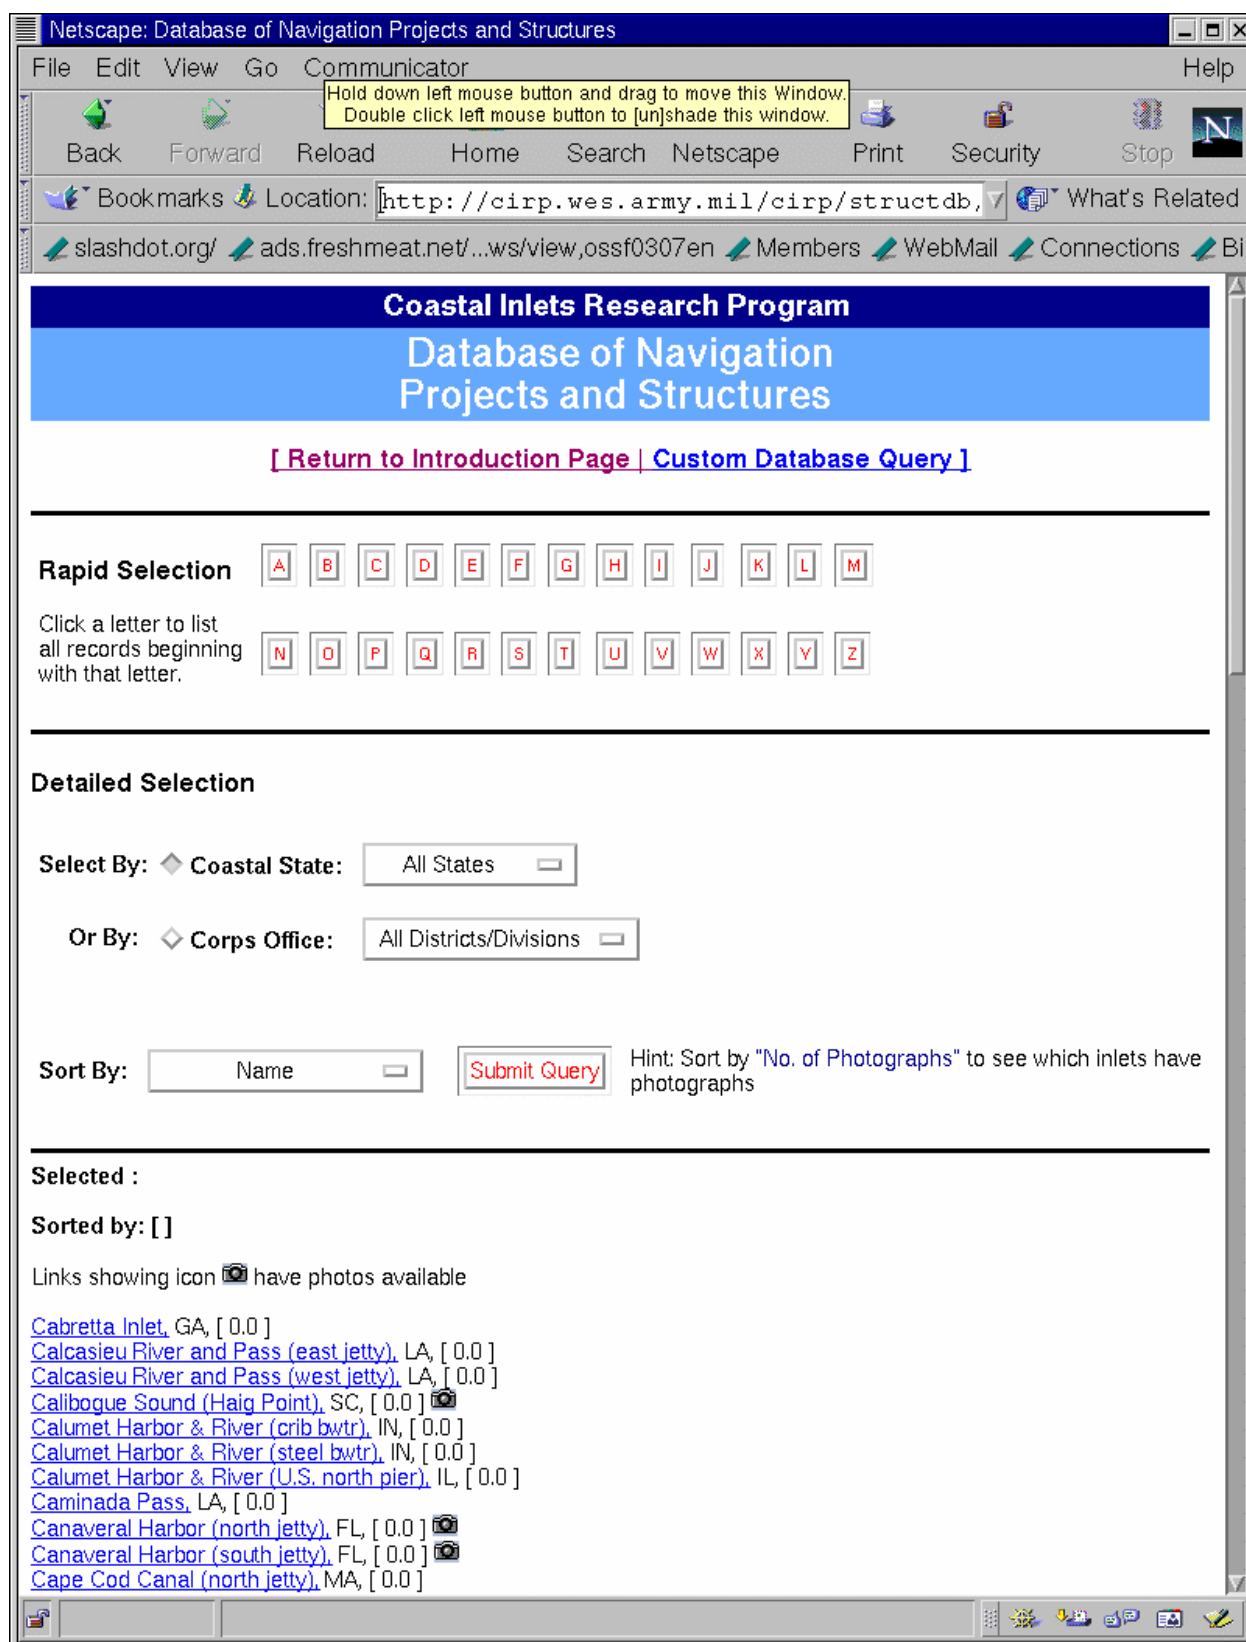 Netscape: Database of Navigation Projects and Structures
File Edit View Go Communicator Help
Hold down left mouse button and drag to move this Window.
Double click left mouse button to [un]shade this window.
Back Forward Reload Home Search Netscape Print Security Stop N
Bookmarks Location: http://cirp.wes.army.mil/cirp/structdb, What's Related
slashdot.org/ ads.freshmeat.net/...ws/view,ossf0307en Members WebMail Connections Bi
Coastal Inlets Research Program
Database of Navigation
Projects and Structures
[ Return to Introduction Page | Custom Database Query ]
Rapid Selection A B C D E F G H I J K L M
Click a letter to list
all records beginning
with that letter.
N O P Q R S T U V W X Y Z
Detailed Selection
Select By: Coastal State: All States
Or By: Corps Office: All Districts/Divisions
Sort By: Name Submit Query
Hint: Sort by "No. of Photographs" to see which inlets have
photographs
Selected :
Sorted by: [ ]
Links showing icon have photos available
Cabretta Inlet, GA, [ 0.0 ]
Calcasieu River and Pass (east jetty), LA, [ 0.0 ]
Calcasieu River and Pass (west jetty), LA, [ 0.0 ]
Calibogue Sound (Haig Point), SC, [ 0.0 ]
Calumet Harbor & River (crib bwtr), IN, [ 0.0 ]
Calumet Harbor & River (steel bwtr), IN, [ 0.0 ]
Calumet Harbor & River (U.S. north pier), IL, [ 0.0 ]
Caminada Pass, LA, [ 0.0 ]
Canaveral Harbor (north jetty), FL, [ 0.0 ]
Canaveral Harbor (south jetty), FL, [ 0.0 ]
Cape Cod Canal (north jetty), MA, [ 0.0 ]